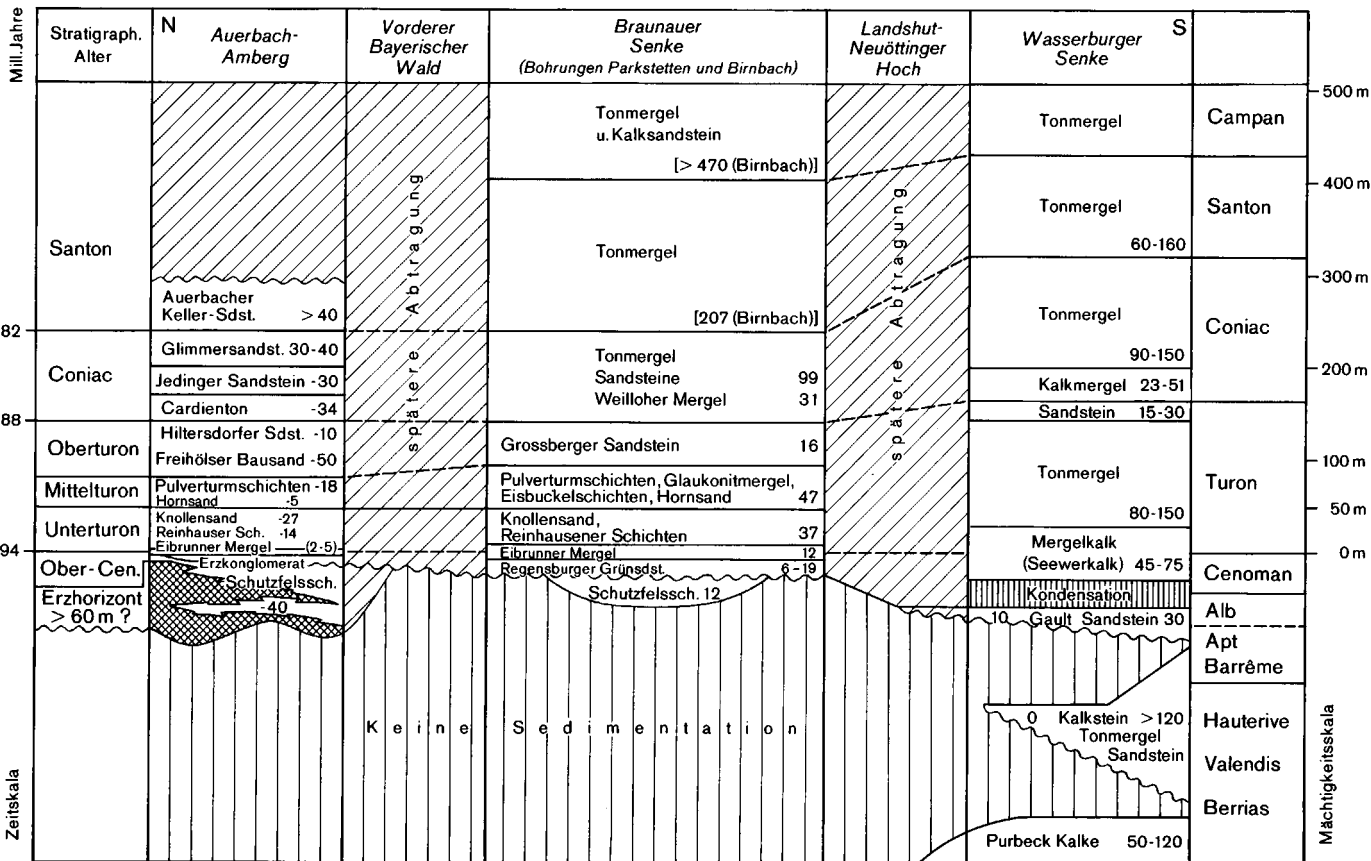 Mill. Jahre
Stratigraph.
Alter
N
Auerbach-
Amberg
Vorderer
Bayerischer
Wald
Braunauer
Senke
(Bohrungen Parkstetten und Birnbach)
Landshut-
Neuöttinger
Hoch
S
Wasserburger
Senke
Santon
82
Coniac
88
Oberturon
Mittelturon
Unterturon
94
Ober-Cen.
Erzhorizont
> 60 m ?
Zeitskala
Auerbacher
Keller-Sdst. > 40
Glimmersandst. 30-40
Jedinger Sandstein -30
Cardienton -34
Hiltersdorfer Sdst. -10
Freihölser Bausand -50
Pulverturmschichten -18
Hornsand -5
Knollensand -27
Reinhauser Sch. -14
Eibrunner Mergel (2-5)
Erzkonglomerat
Schutzfelssch.
-40
spätere Abtragung
Tonmergel
u. Kalksandstein
[> 470 (Birnbach)]
Tonmergel
[207 (Birnbach)]
Tonmergel
Sandsteine 99
Weilloher Mergel 31
Grossberger Sandstein 16
Pulverturmschichten, Glaukonitmergel,
Eisbuckelschichten, Hornsand 47
Knollensand,
Reinhausener Schichten 37
Eibrunner Mergel 12
Regensburger Grünsdst. 6-19
Schutzfelssch. 12
Keine Sedimentation
spätere Abtragung
Tonmergel
Tonmergel
60-160
Tonmergel
90-150
Kalkmergel 23-51
Sandstein 15-30
Tonmergel
80-150
Mergelkalk
(Seewerkalk) 45-75
Kondensation
10 Gault Sandstein 30
0 Kalkstein > 120
Tonmergel
Sandstein
Purbeck Kalke 50-120
Campan
Santon
Coniac
Turon
Cenoman
Alb
Apt
Barrême
Hauterive
Valendis
Berrias
500 m
400 m
300 m
200 m
100 m
50 m
0 m
Mächtigkeitsskala